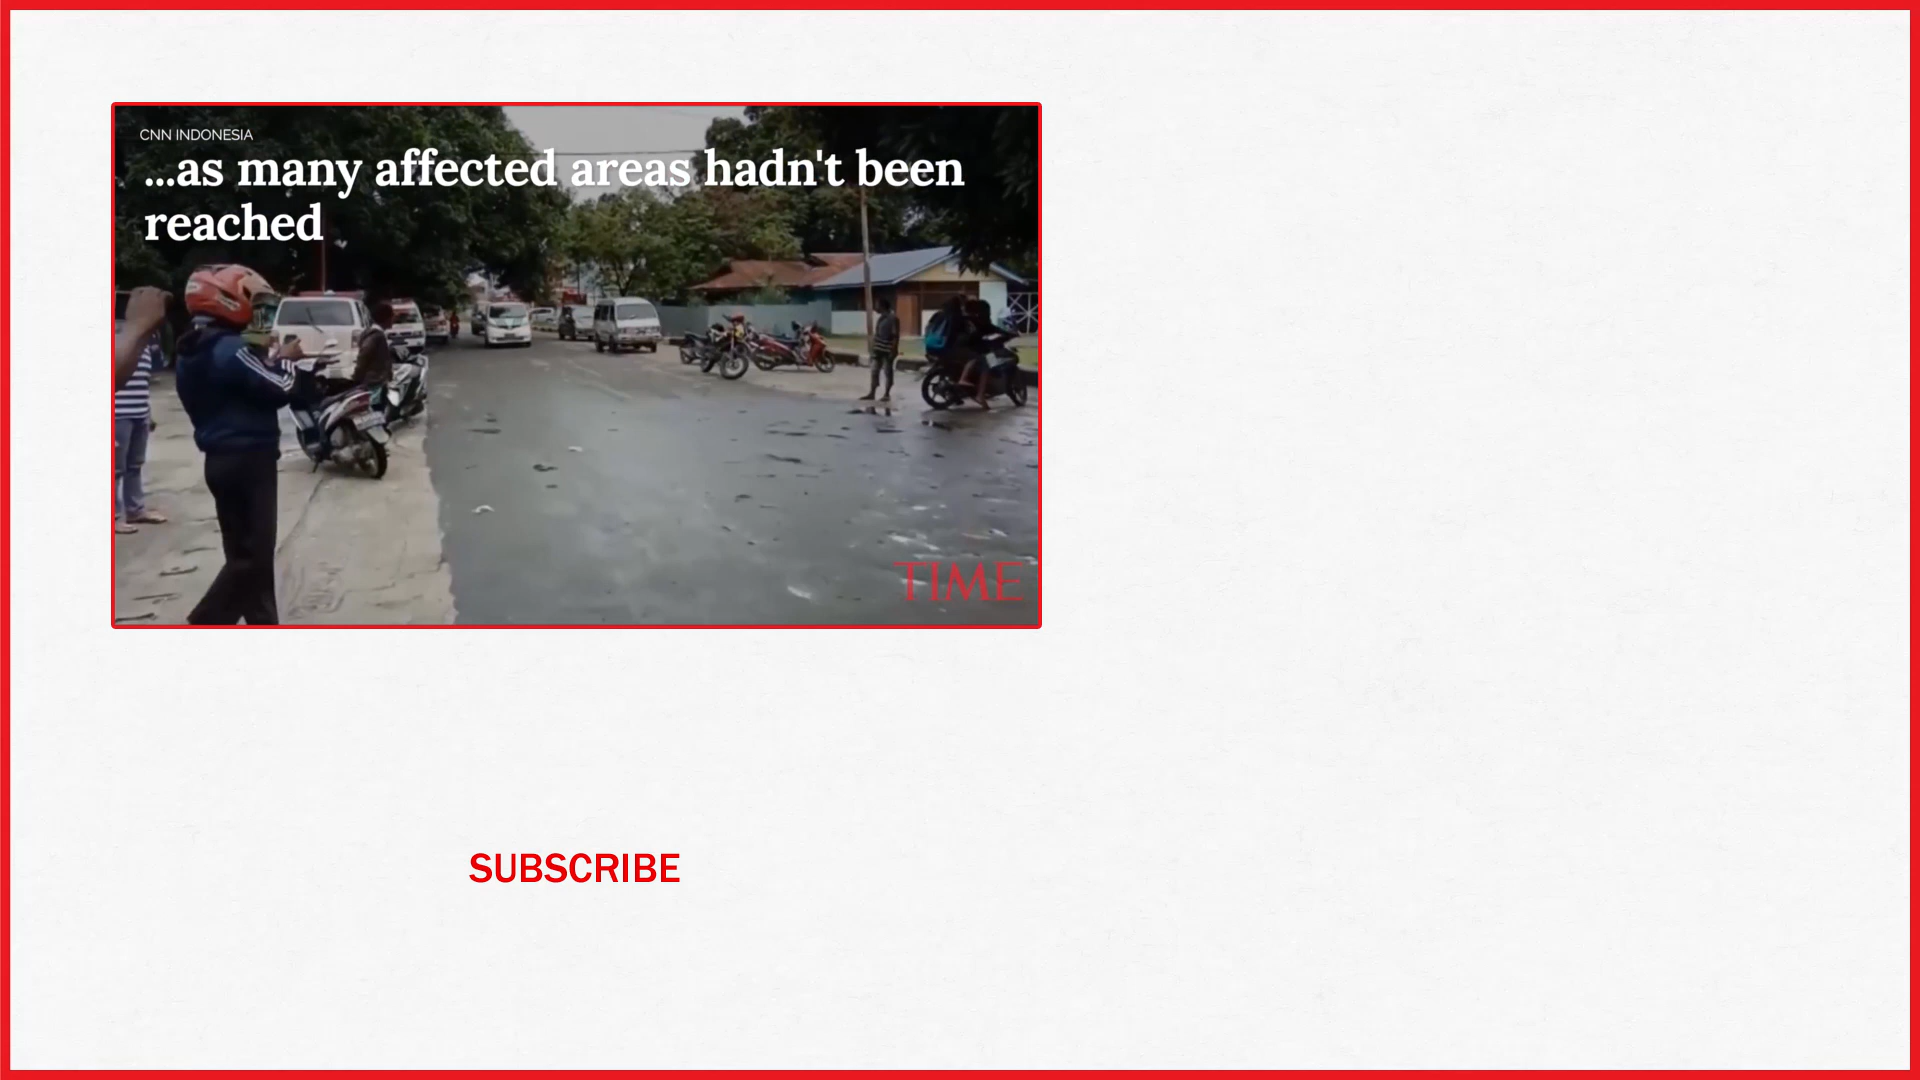 CNN INDONESIA
...as many affected areas hadn't been
reached
TIME
SUBSCRIBE